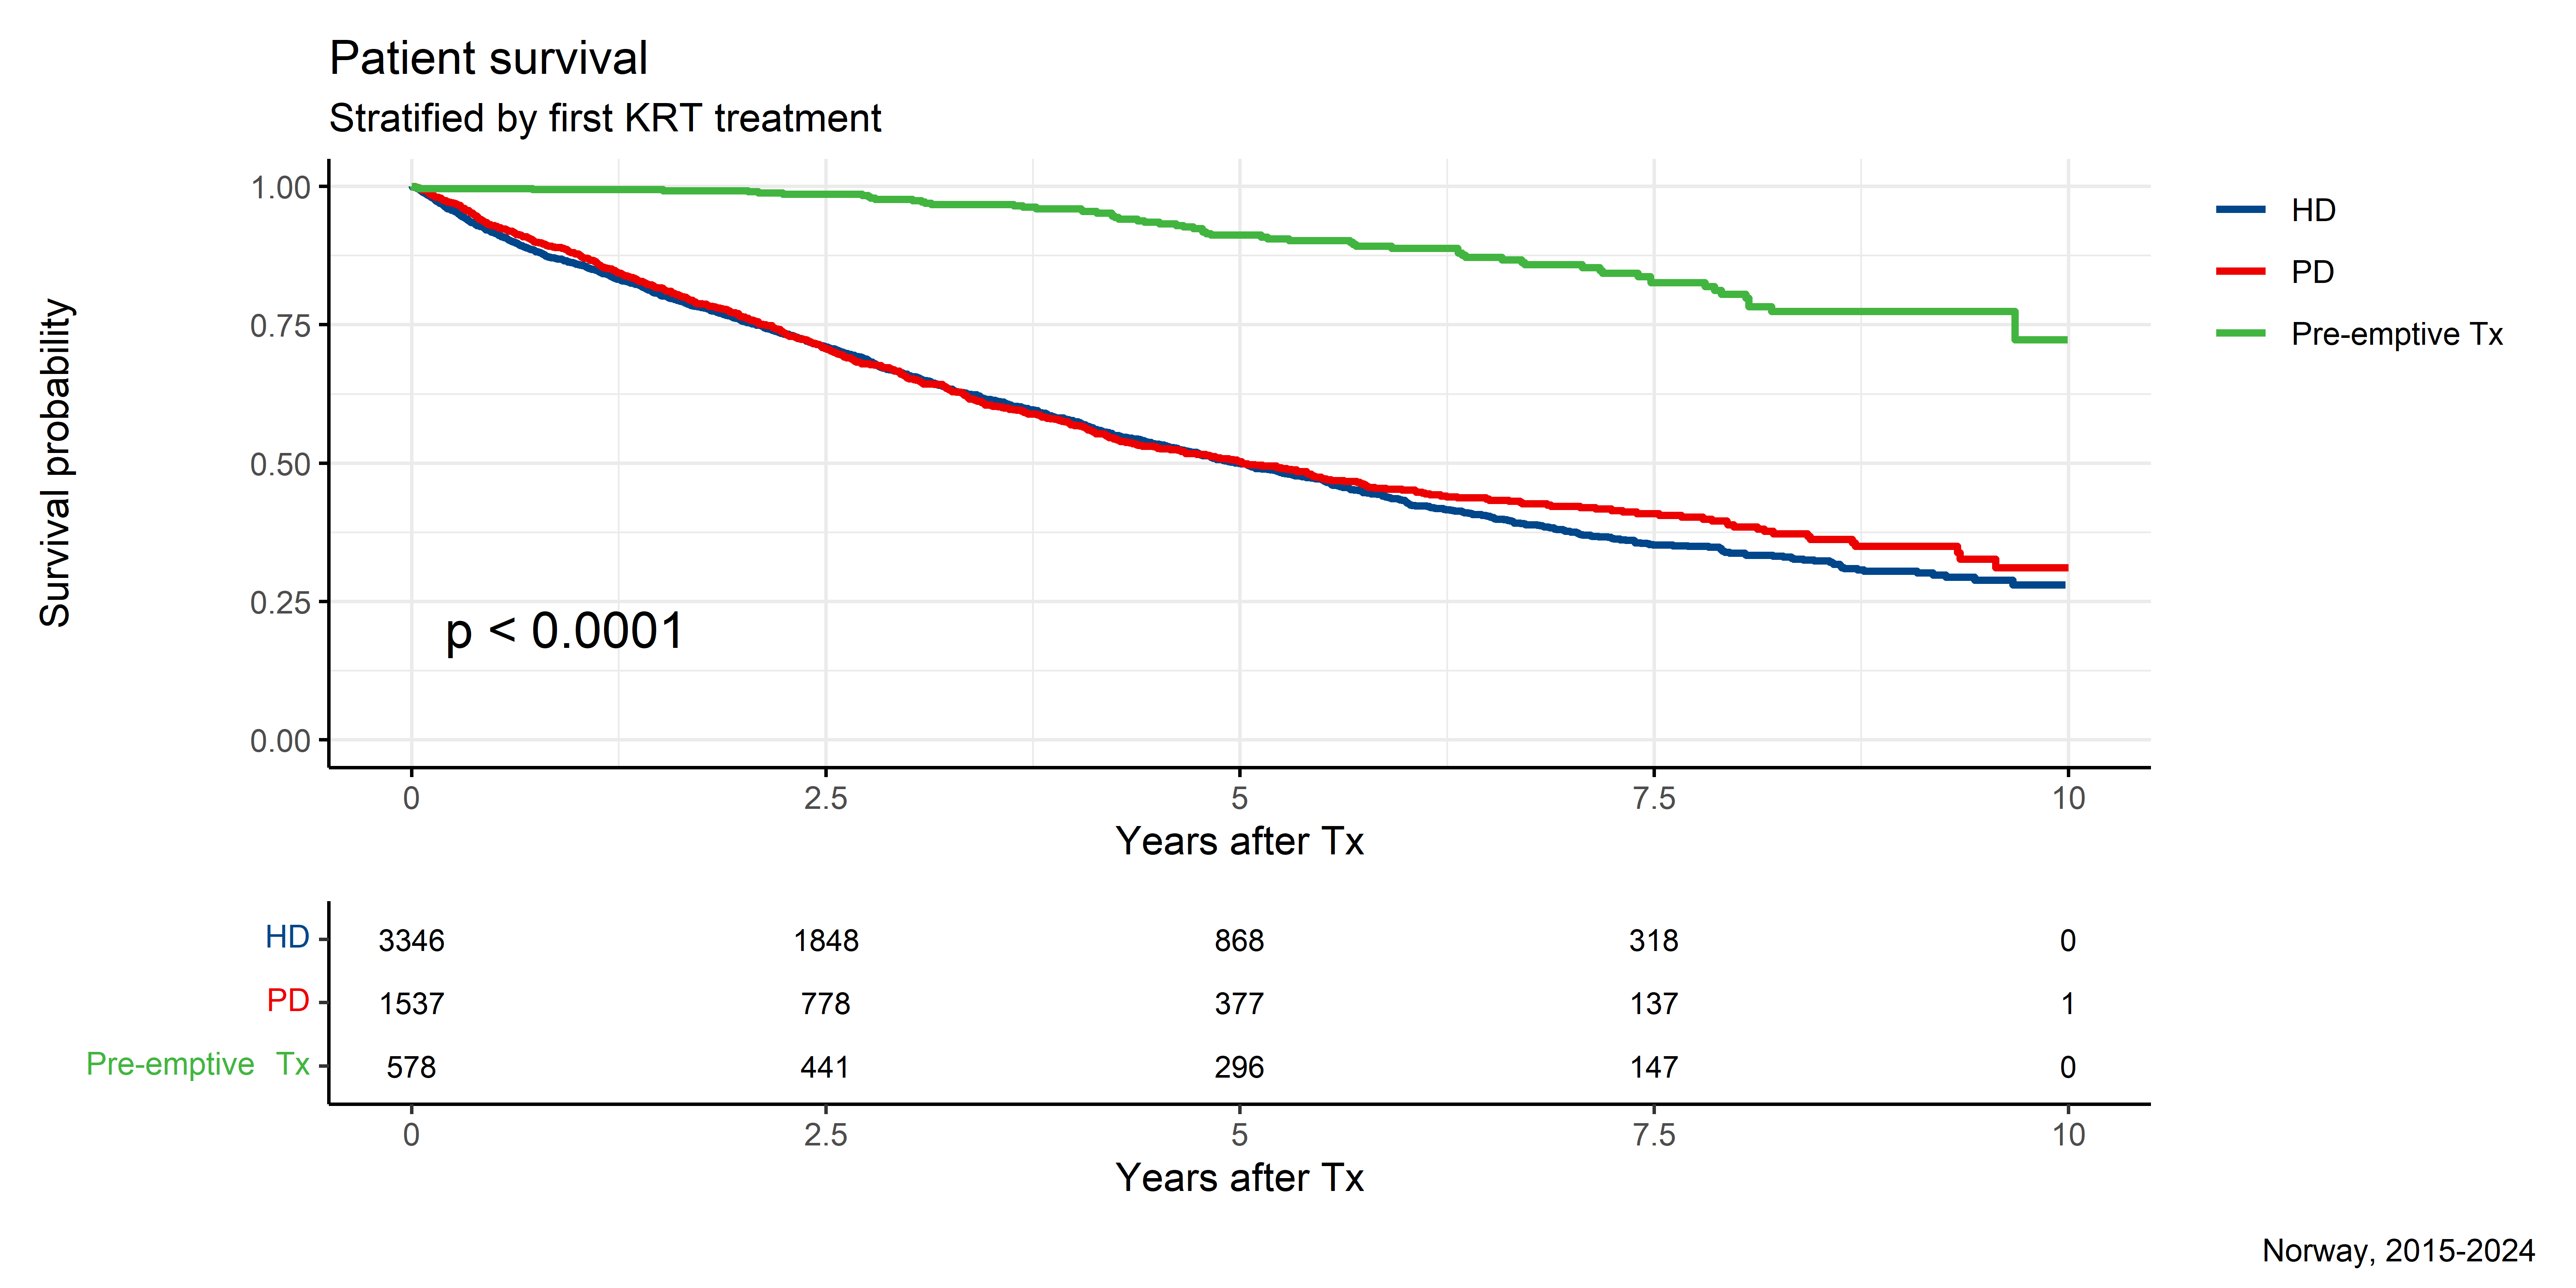 Patient survival
Stratified by first KRT treatment
Survival probability
1.00
0.75
0.50
0.25
0.00
p < 0.0001
0 2.5 5 7.5 10
Years after Tx
HD
PD
Pre-emptive Tx
HD 3346 1848 868 318 0
PD 1537 778 377 137 1
Pre-emptive Tx 578 441 296 147 0
0 2.5 5 7.5 10
Years after Tx
Norway, 2015-2024